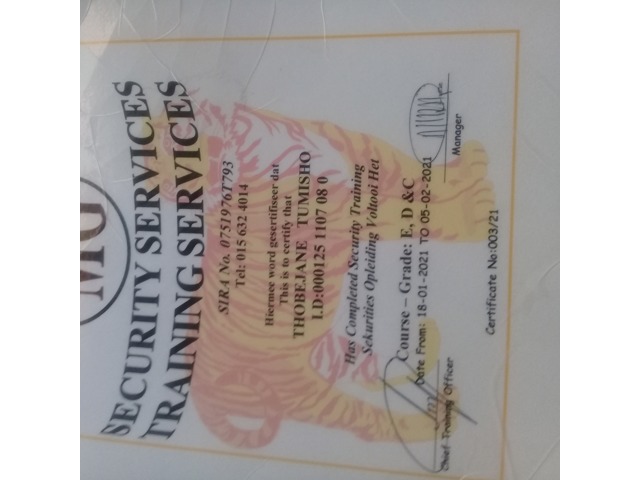 MG
SECURITY SERVICES
TRAINING SERVICES
SIRA No. 0751976T793
Tel: 015 632 4014
Hiermee word gesertifiseer dat
This is to certify that
THOBEJANE TUMISHO
I.D:000125 1107 08 0
Has Completed Security Training
Sekurities Opleiding Voltooi Het
Course – Grade: E, D &C
Date From: 18-01-2021 TO 05-02-2021
Chief Training Officer
Manager
Certificate No:003/21